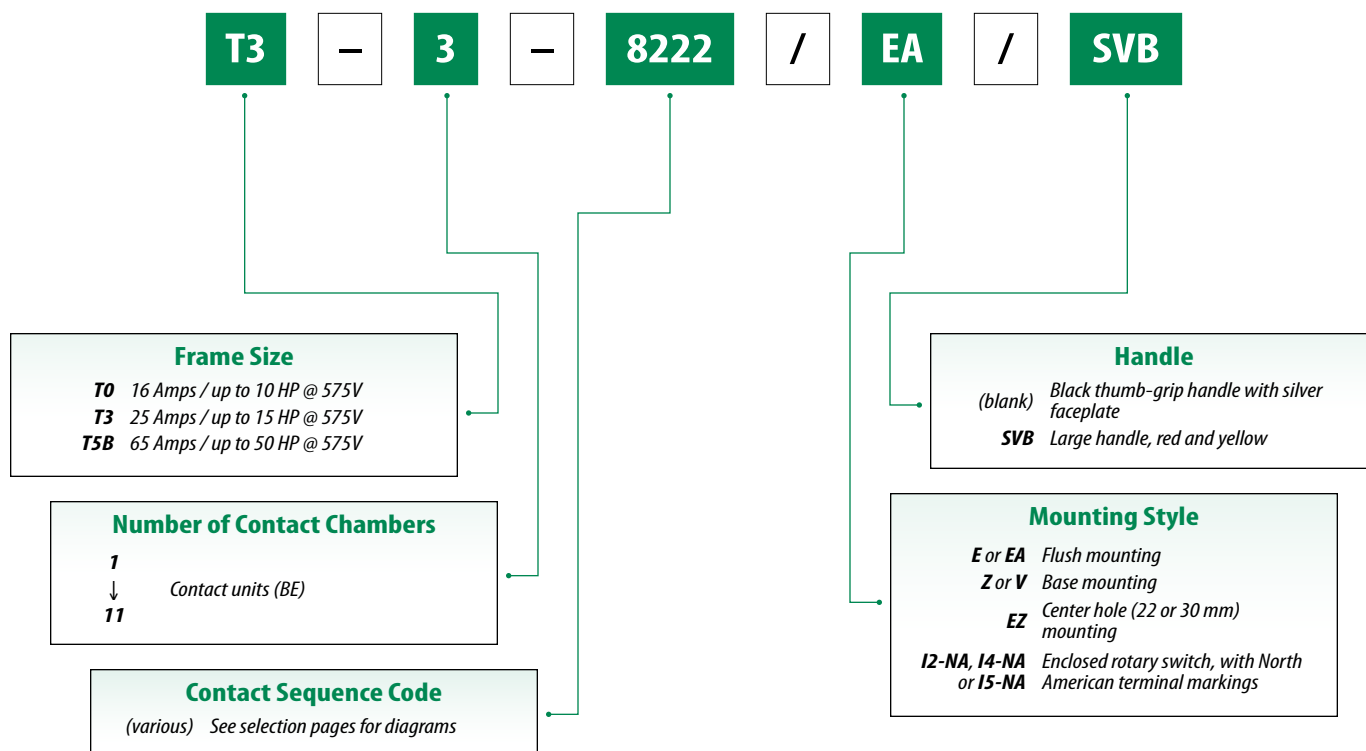 T3 – 3 – 8222 / EA / SVB
Frame Size
T0 16 Amps / up to 10 HP @ 575V
T3 25 Amps / up to 15 HP @ 575V
T5B 65 Amps / up to 50 HP @ 575V
Number of Contact Chambers
1
↓ Contact units (BE)
11
Contact Sequence Code
(various) See selection pages for diagrams
Handle
(blank) Black thumb-grip handle with silver
faceplate
SVB Large handle, red and yellow
Mounting Style
E or EA Flush mounting
Z or V Base mounting
EZ Center hole (22 or 30 mm)
mounting
I2-NA, I4-NA Enclosed rotary switch, with North
or I5-NA American terminal markings